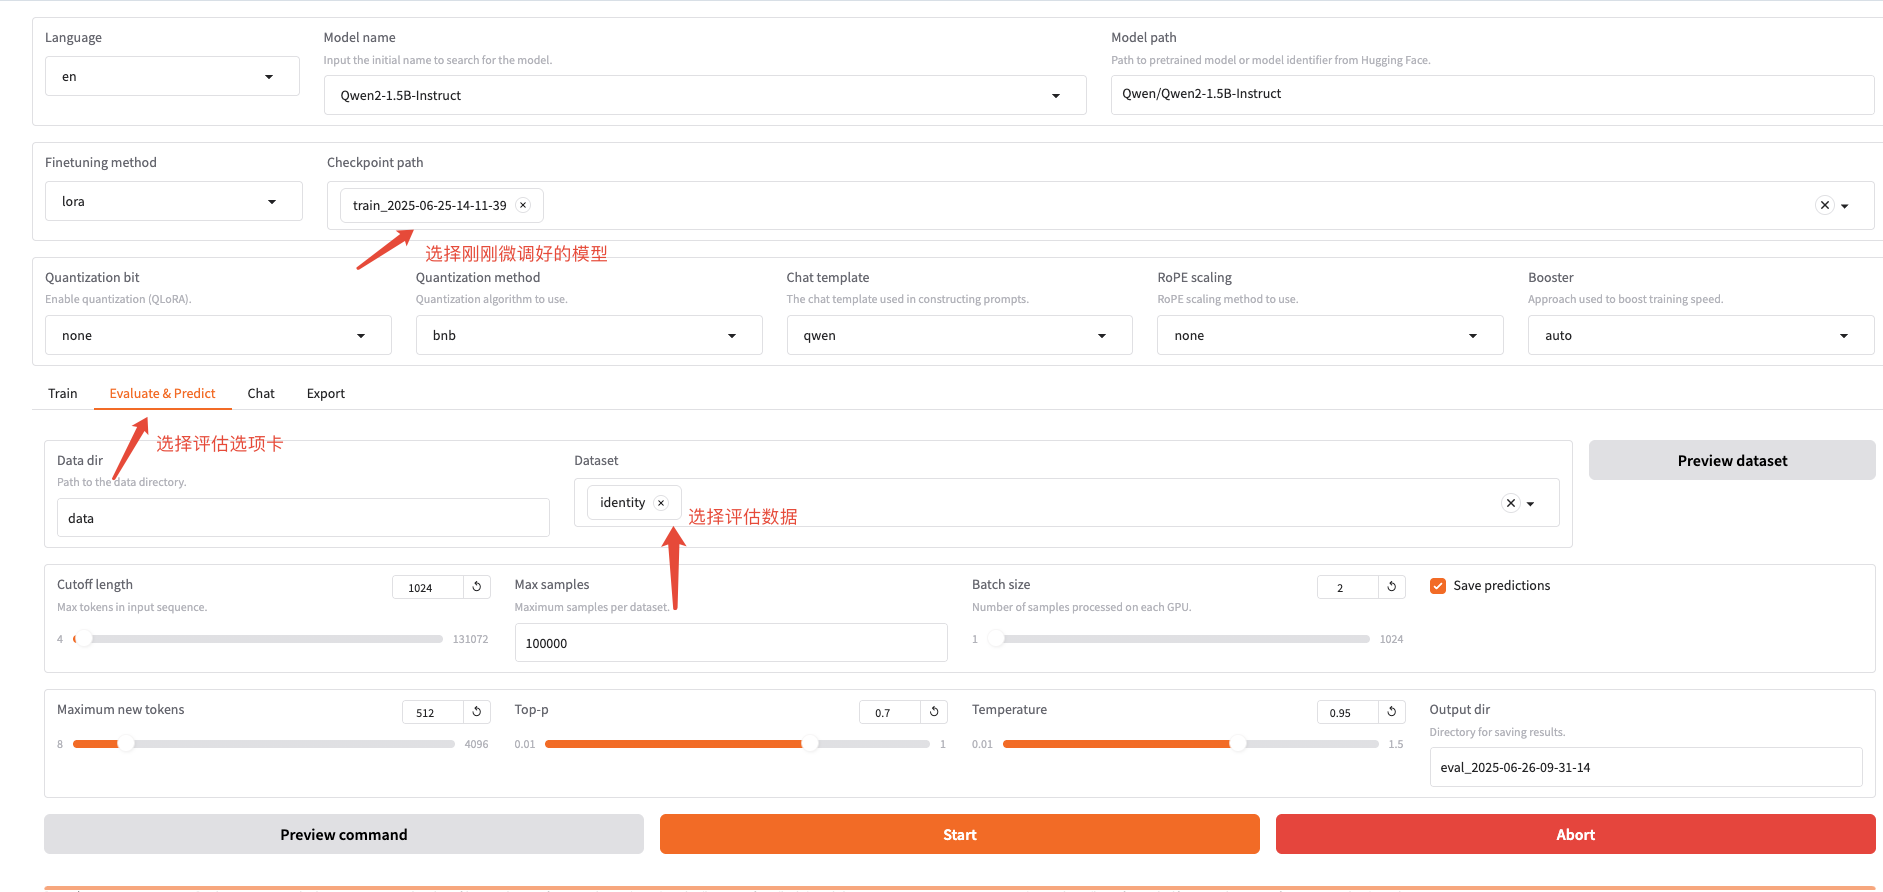 Language
Model name
Model path
Input the initial name to search for the model.
Path to pretrained model or model identifier from Hugging Face.
en
Qwen2-1.5B-Instruct
Qwen/Qwen2-1.5B-Instruct
Finetuning method
Checkpoint path
lora
train_2025-06-25-14-11-39
选择刚刚微调好的模型
Quantization bit
Quantization method
Chat template
RoPE scaling
Booster
Enable quantization (QLoRA).
Quantization algorithm to use.
The chat template used in constructing prompts.
RoPE scaling method to use.
Approach used to boost training speed.
none
bnb
qwen
none
auto
Train
Evaluate & Predict
Chat
Export
选择评估选项卡
Data dir
Dataset
Preview dataset
Path to the data directory.
data
identity
选择评估数据
Cutoff length
1024
Max samples
Batch size
2
Save predictions
Max tokens in input sequence.
Maximum samples per dataset.
Number of samples processed on each GPU.
4
131072
100000
1
1024
Maximum new tokens
512
Top-p
0.7
Temperature
0.95
Output dir
Directory for saving results.
8
4096
0.01
1
0.01
1.5
eval_2025-06-26-09-31-14
Preview command
Start
Abort